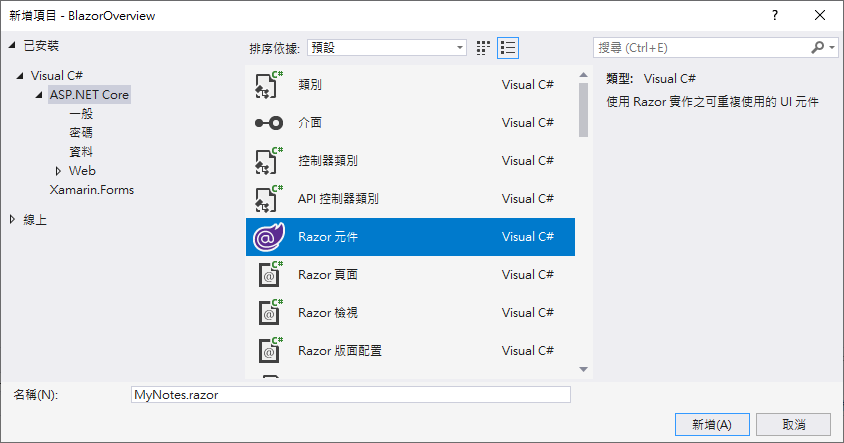 新增項目 - BlazorOverview
? ×
已安裝
Visual C#
ASP.NET Core
一般
密碼
資料
Web
Xamarin.Forms
線上
排序依據: 預設
搜尋 (Ctrl+E)
C# 類別 Visual C#
介面 Visual C#
C# 控制器類別 Visual C#
C# API 控制器類別 Visual C#
@ Razor 元件 Visual C#
C# @ Razor 頁面 Visual C#
C# @ Razor 檢視 Visual C#
C# @ Razor 版面配置 Visual C#
類型: Visual C#
使用 Razor 實作之可重複使用的 UI 元件
名稱(N): MyNotes.razor
新增(A) 取消